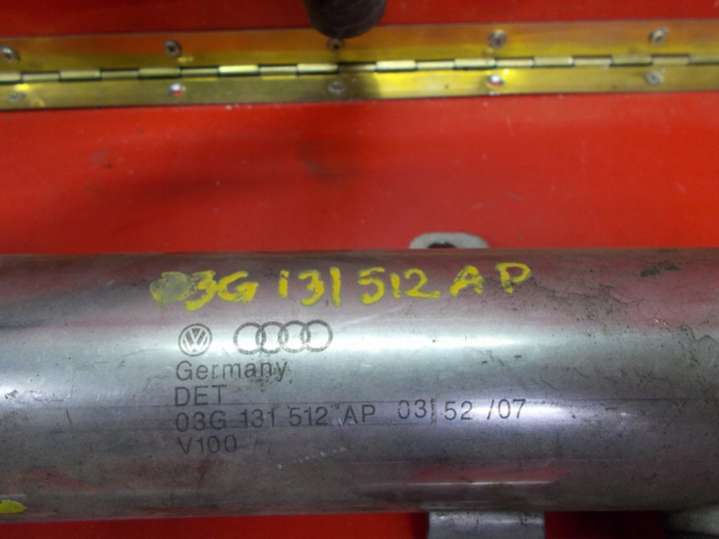 03G 131 512 AP
Germany
DET
03G 131 512 AP 03 52 /07
V100